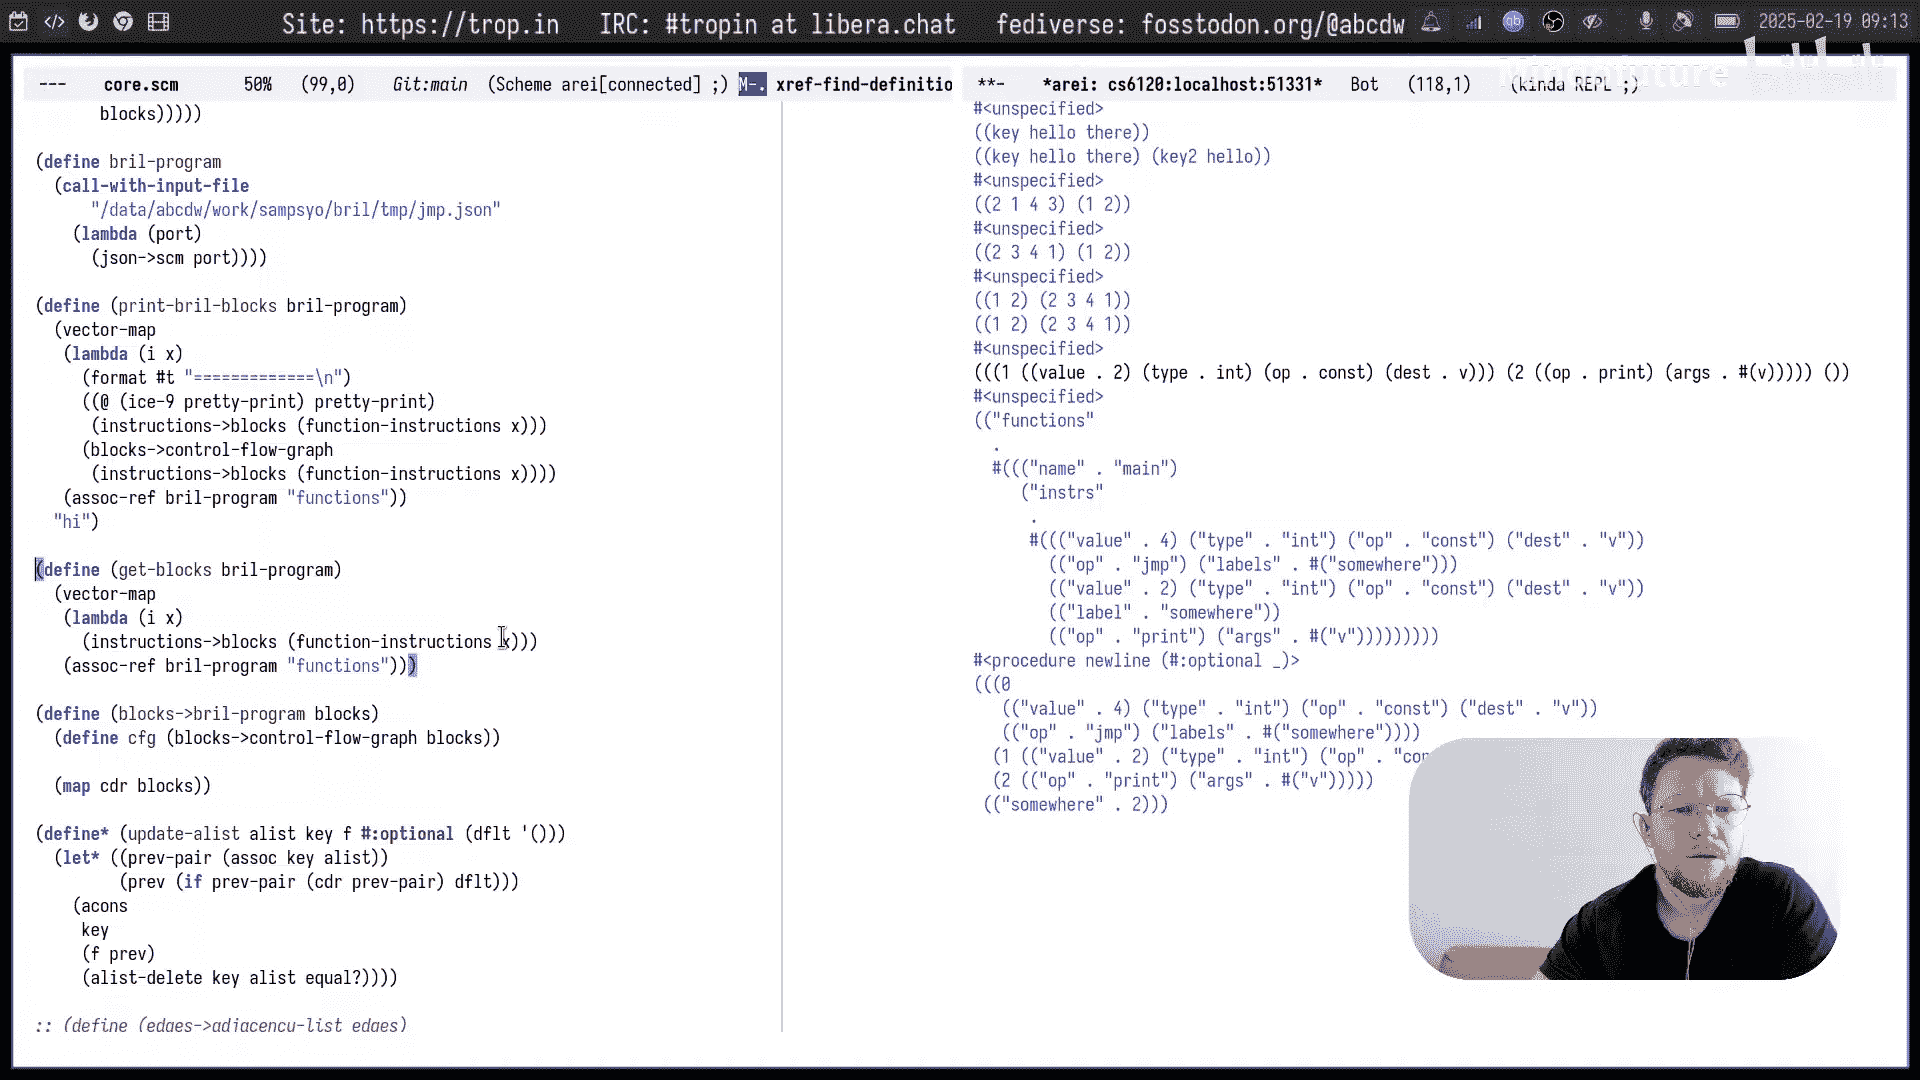 Site: https://trop.in   IRC: #tropin at libera.chat   fediverse: fosstodon.org/@abcdw
2025-02-19 09:13
---   core.scm   50%   (99,0)   Git:main   (Scheme arei[connected] ;) M-. xref-find-definitio
blocks)))))
(define bril-program
(call-with-input-file
"/data/abcdw/work/sampsyo/bril/tmp/jmp.json"
(lambda (port)
(json->scm port))))
(define (print-bril-blocks bril-program)
(vector-map
(lambda (i x)
(format #t "=============\n")
((@ (ice-9 pretty-print) pretty-print)
(instructions->blocks (function-instructions x)))
(blocks->control-flow-graph
(instructions->blocks (function-instructions x))))
(assoc-ref bril-program "functions"))
"hi")
(define (get-blocks bril-program)
(vector-map
(lambda (i x)
(instructions->blocks (function-instructions x)))
(assoc-ref bril-program "functions")))
(define (blocks->bril-program blocks)
(define cfg (blocks->control-flow-graph blocks))
(map cdr blocks))
(define* (update-alist alist key f #:optional (dflt '()))
(let* ((prev-pair (assoc key alist))
(prev (if prev-pair (cdr prev-pair) dflt)))
(acons
key
(f prev)
(alist-delete key alist equal?))))
;; (define (edges->adjacency-list edges)
**-   *arei: cs6120:localhost:51331*   Bot   (118,1)   (kinda REPL ;)
#<unspecified>
((key hello there))
((key hello there) (key2 hello))
#<unspecified>
((2 1 4 3) (1 2))
#<unspecified>
((2 3 4 1) (1 2))
#<unspecified>
((1 2) (2 3 4 1))
((1 2) (2 3 4 1))
#<unspecified>
(((1 ((value . 2) (type . int) (op . const) (dest . v))) (2 ((op . print) (args . #(v))))) ())
#<unspecified>
(("functions"
.
#((("name" . "main")
("instrs"
.
#((("value" . 4) ("type" . "int") ("op" . "const") ("dest" . "v"))
(("op" . "jmp") ("labels" . #("somewhere")))
(("value" . 2) ("type" . "int") ("op" . "const") ("dest" . "v"))
(("label" . "somewhere"))
(("op" . "print") ("args" . #("v")))))))))
#<procedure newline (#:optional _)>
(((0
(("value" . 4) ("type" . "int") ("op" . "const") ("dest" . "v"))
(("op" . "jmp") ("labels" . #("somewhere"))))
(1 (("value" . 2) ("type" . "int") ("op" . "con
(2 (("op" . "print") ("args" . #("v")))))
(("somewhere" . 2)))